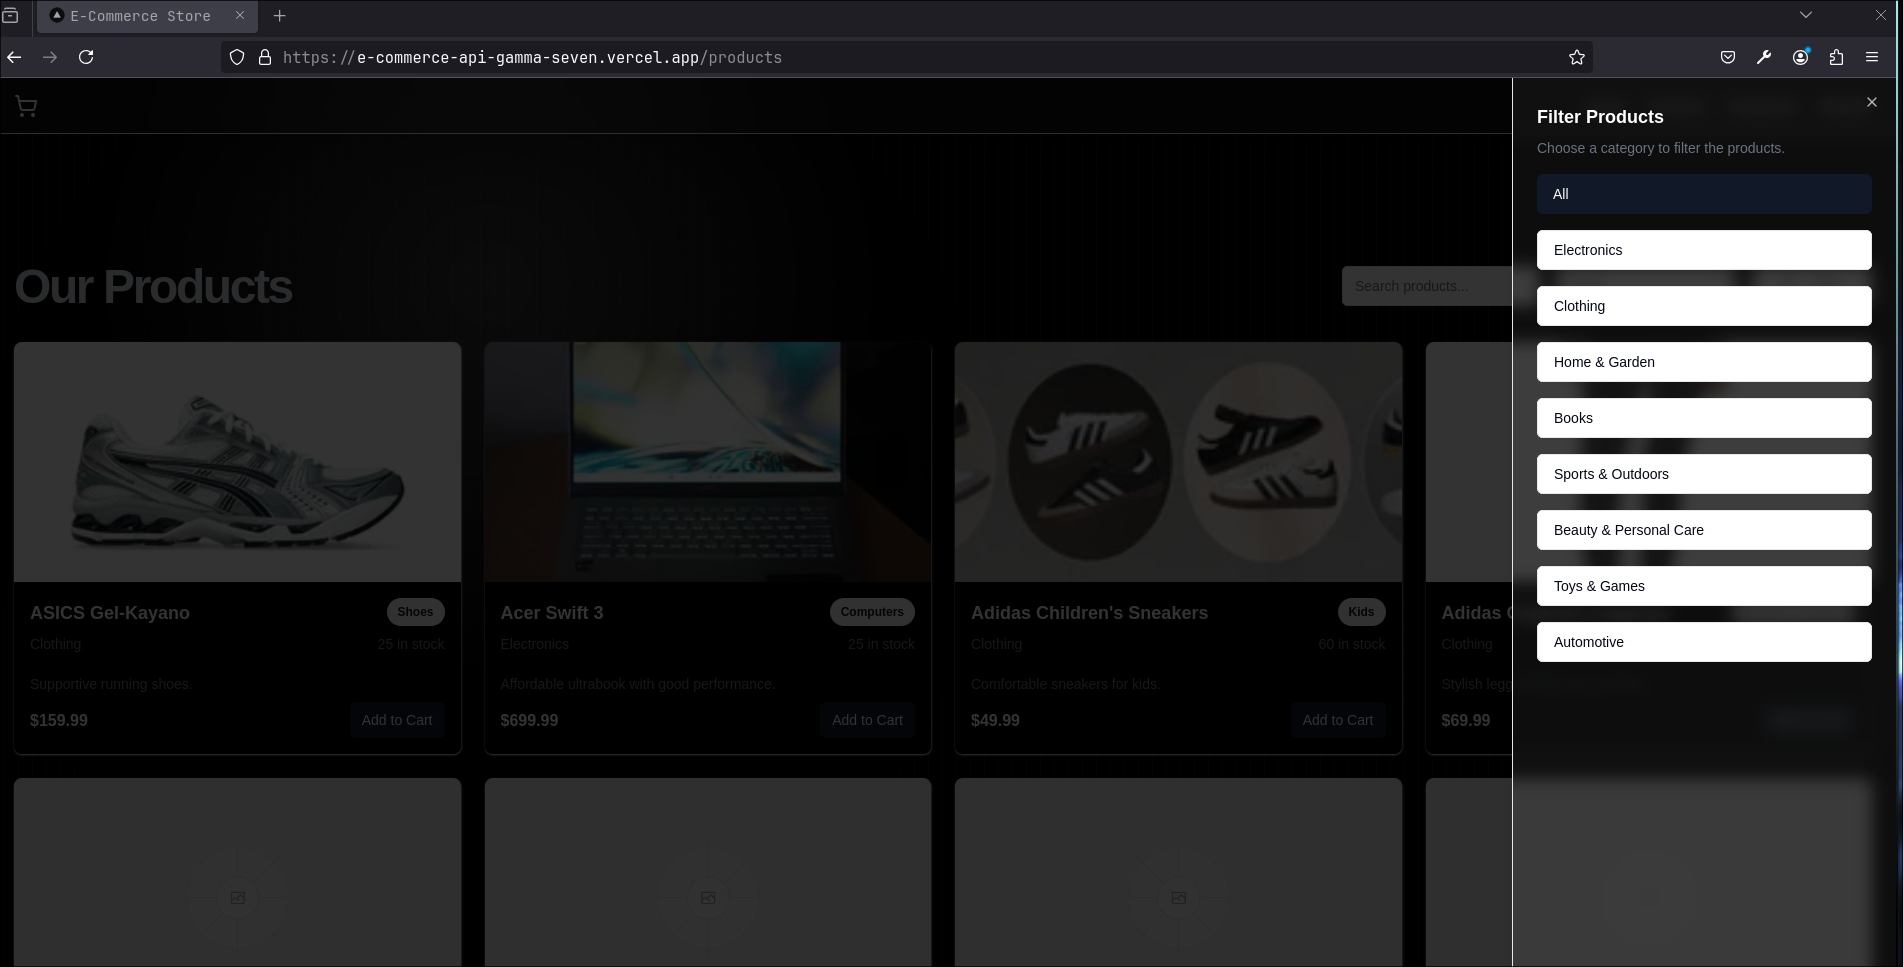 E-Commerce Store
https://e-commerce-api-gamma-seven.vercel.app/products
Filter Products
Choose a category to filter the products.
All
Electronics
Clothing
Home & Garden
Books
Sports & Outdoors
Beauty & Personal Care
Toys & Games
Automotive
Our Products
Search products...
ASICS Gel-Kayano
Shoes
Clothing
25 in stock
Supportive running shoes.
$159.99
Add to Cart
Acer Swift 3
Computers
Electronics
25 in stock
Affordable ultrabook with good performance.
$699.99
Add to Cart
Adidas Children's Sneakers
Kids
Clothing
60 in stock
Comfortable sneakers for kids.
$49.99
Add to Cart
Adidas
Clothing
Stylish
$69.99